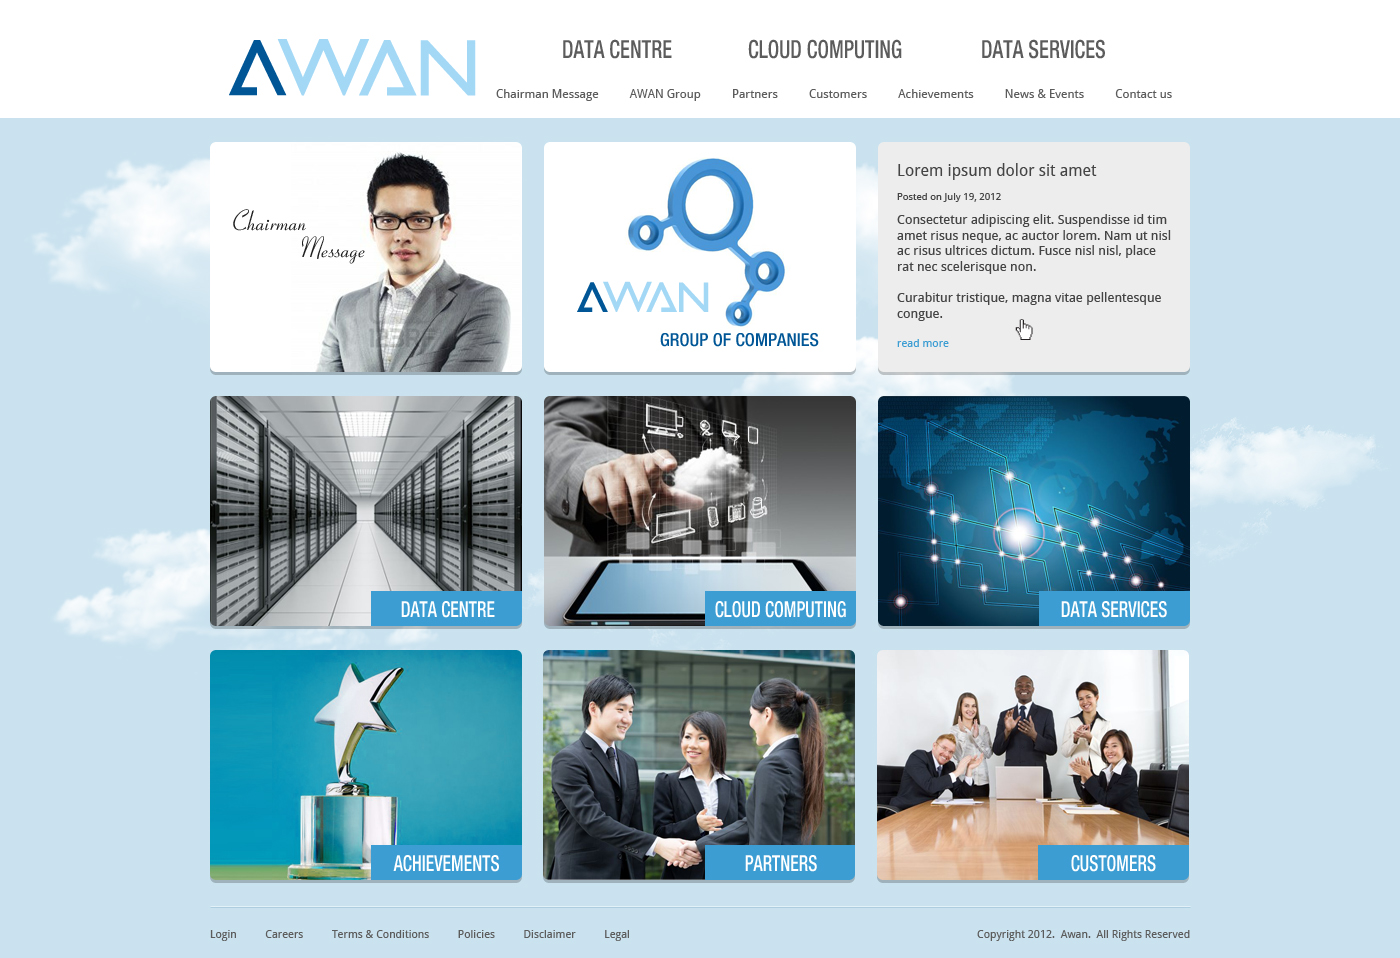 AWAN
DATA CENTRE
CLOUD COMPUTING
DATA SERVICES
Chairman Message
AWAN Group
Partners
Customers
Achievements
News & Events
Contact us
Chairman
Message
123RF
AWAN
GROUP OF COMPANIES
Lorem ipsum dolor sit amet
Posted on July 19, 2012
Consectetur adipiscing elit. Suspendisse id tim
amet risus neque, ac auctor lorem. Nam ut nisl
ac risus ultrices dictum. Fusce nisl nisl, place
rat nec scelerisque non.
Curabitur tristique, magna vitae pellentesque
congue.
read more
DATA CENTRE
CLOUD COMPUTING
DATA SERVICES
ACHIEVEMENTS
PARTNERS
CUSTOMERS
Login
Careers
Terms & Conditions
Policies
Disclaimer
Legal
Copyright 2012. Awan. All Rights Reserved